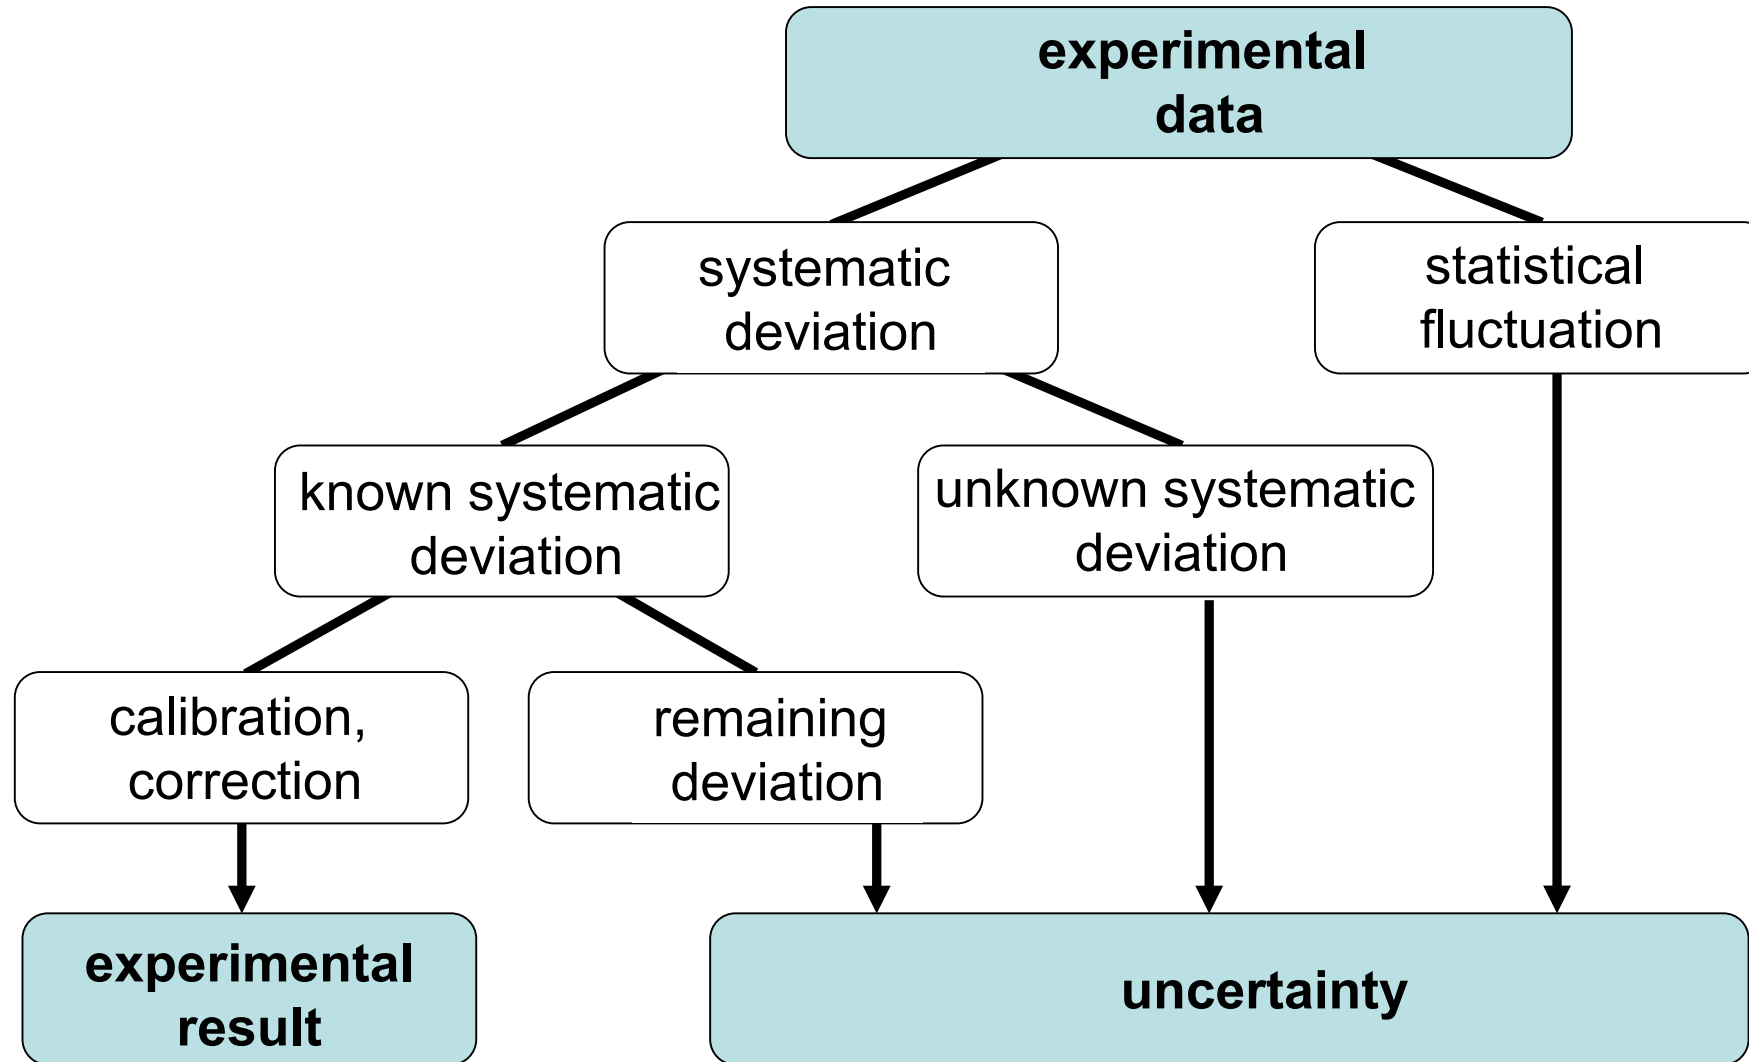 experimental
data
systematic
deviation
statistical
fluctuation
known systematic
deviation
unknown systematic
deviation
calibration,
correction
remaining
deviation
experimental
result
uncertainty